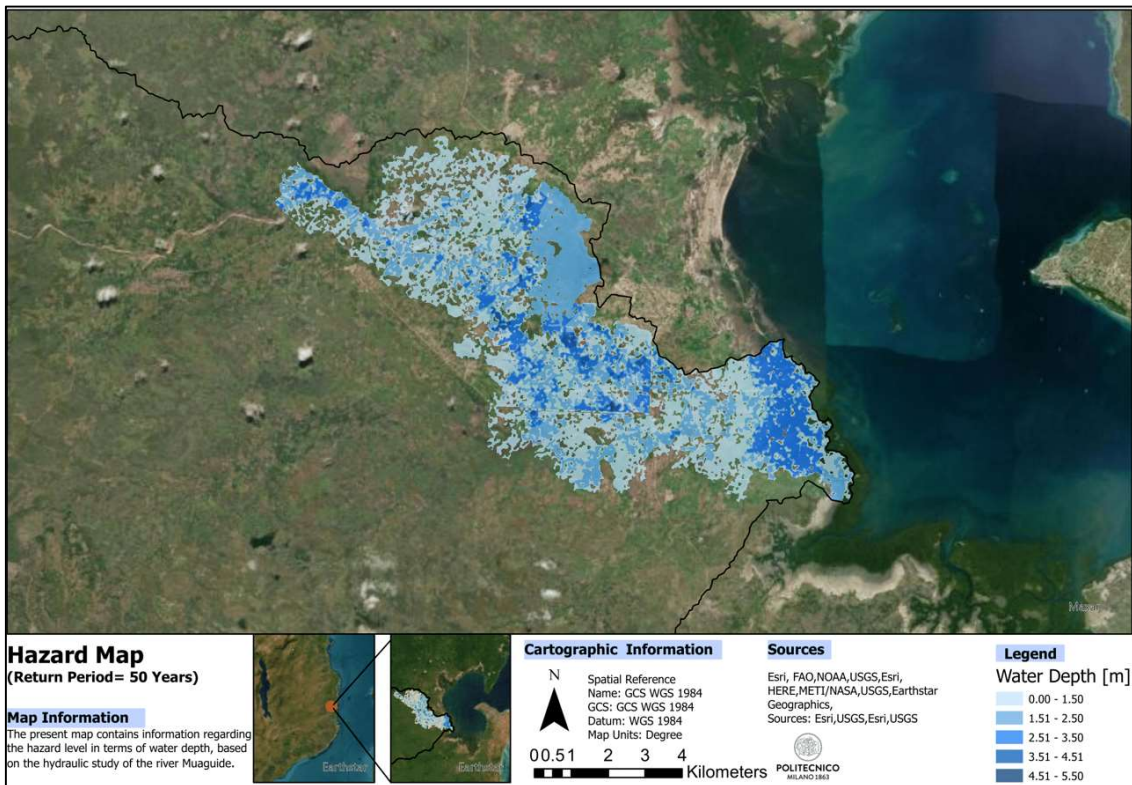 Hazard Map
(Return Period= 50 Years)
Map Information
The present map contains information regarding
the hazard level in terms of water depth, based
on the hydraulic study of the river Muaguide.
Earthstar
Earthstar
Cartographic Information
N
Spatial Reference
Name: GCS WGS 1984
GCS: GCS WGS 1984
Datum: WGS 1984
Map Units: Degree
0 0.5 1 2 3 4
Kilometers
Sources
Esri, FAO,NOAA,USGS,Esri,
HERE,METI/NASA,USGS,Earthstar
Geographics,
Sources: Esri,USGS,Esri,USGS
POLITECNICO
MILANO 1863
Legend
Water Depth [m]
0.00 - 1.50
1.51 - 2.50
2.51 - 3.50
3.51 - 4.51
4.51 - 5.50